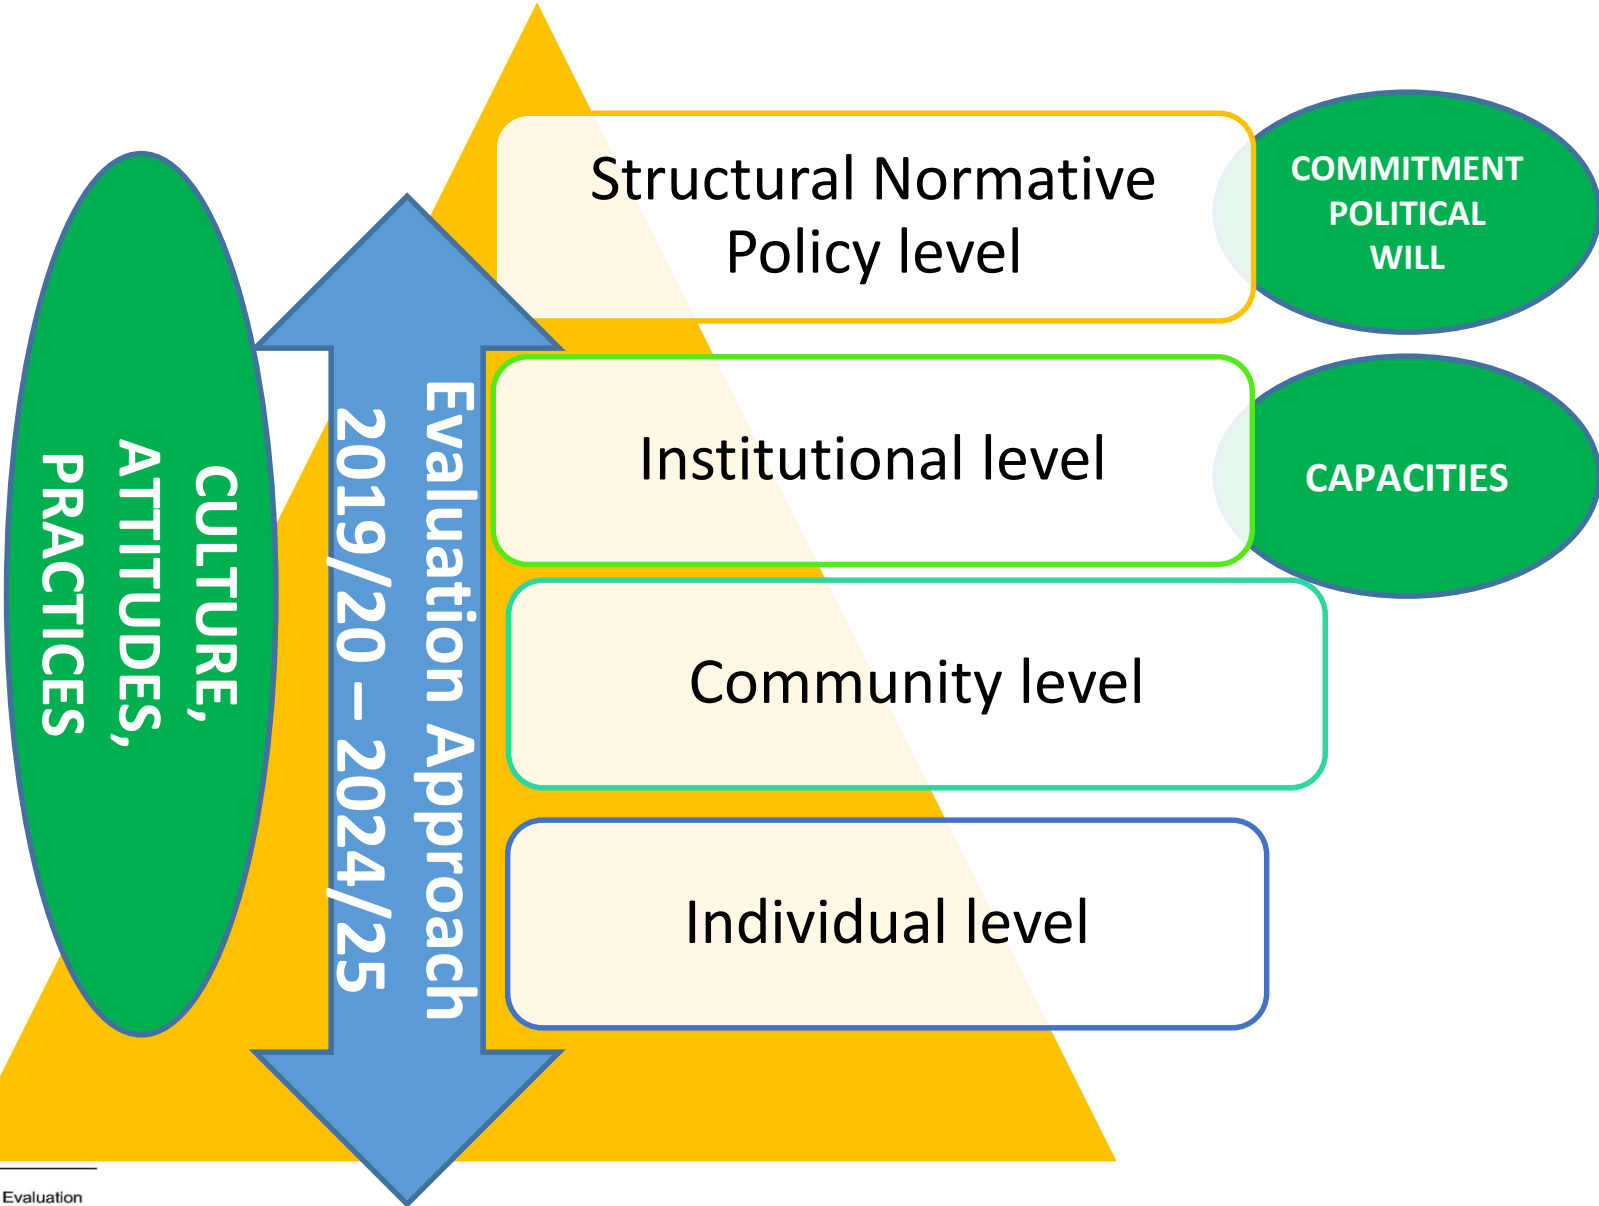 Structural Normative
Policy level
COMMITMENT
POLITICAL
WILL
Institutional level
CAPACITIES
Community level
Individual level
CULTURE,
ATTITUDES,
PRACTICES
Evaluation Approach
2019/20 – 2024/25
Evaluation